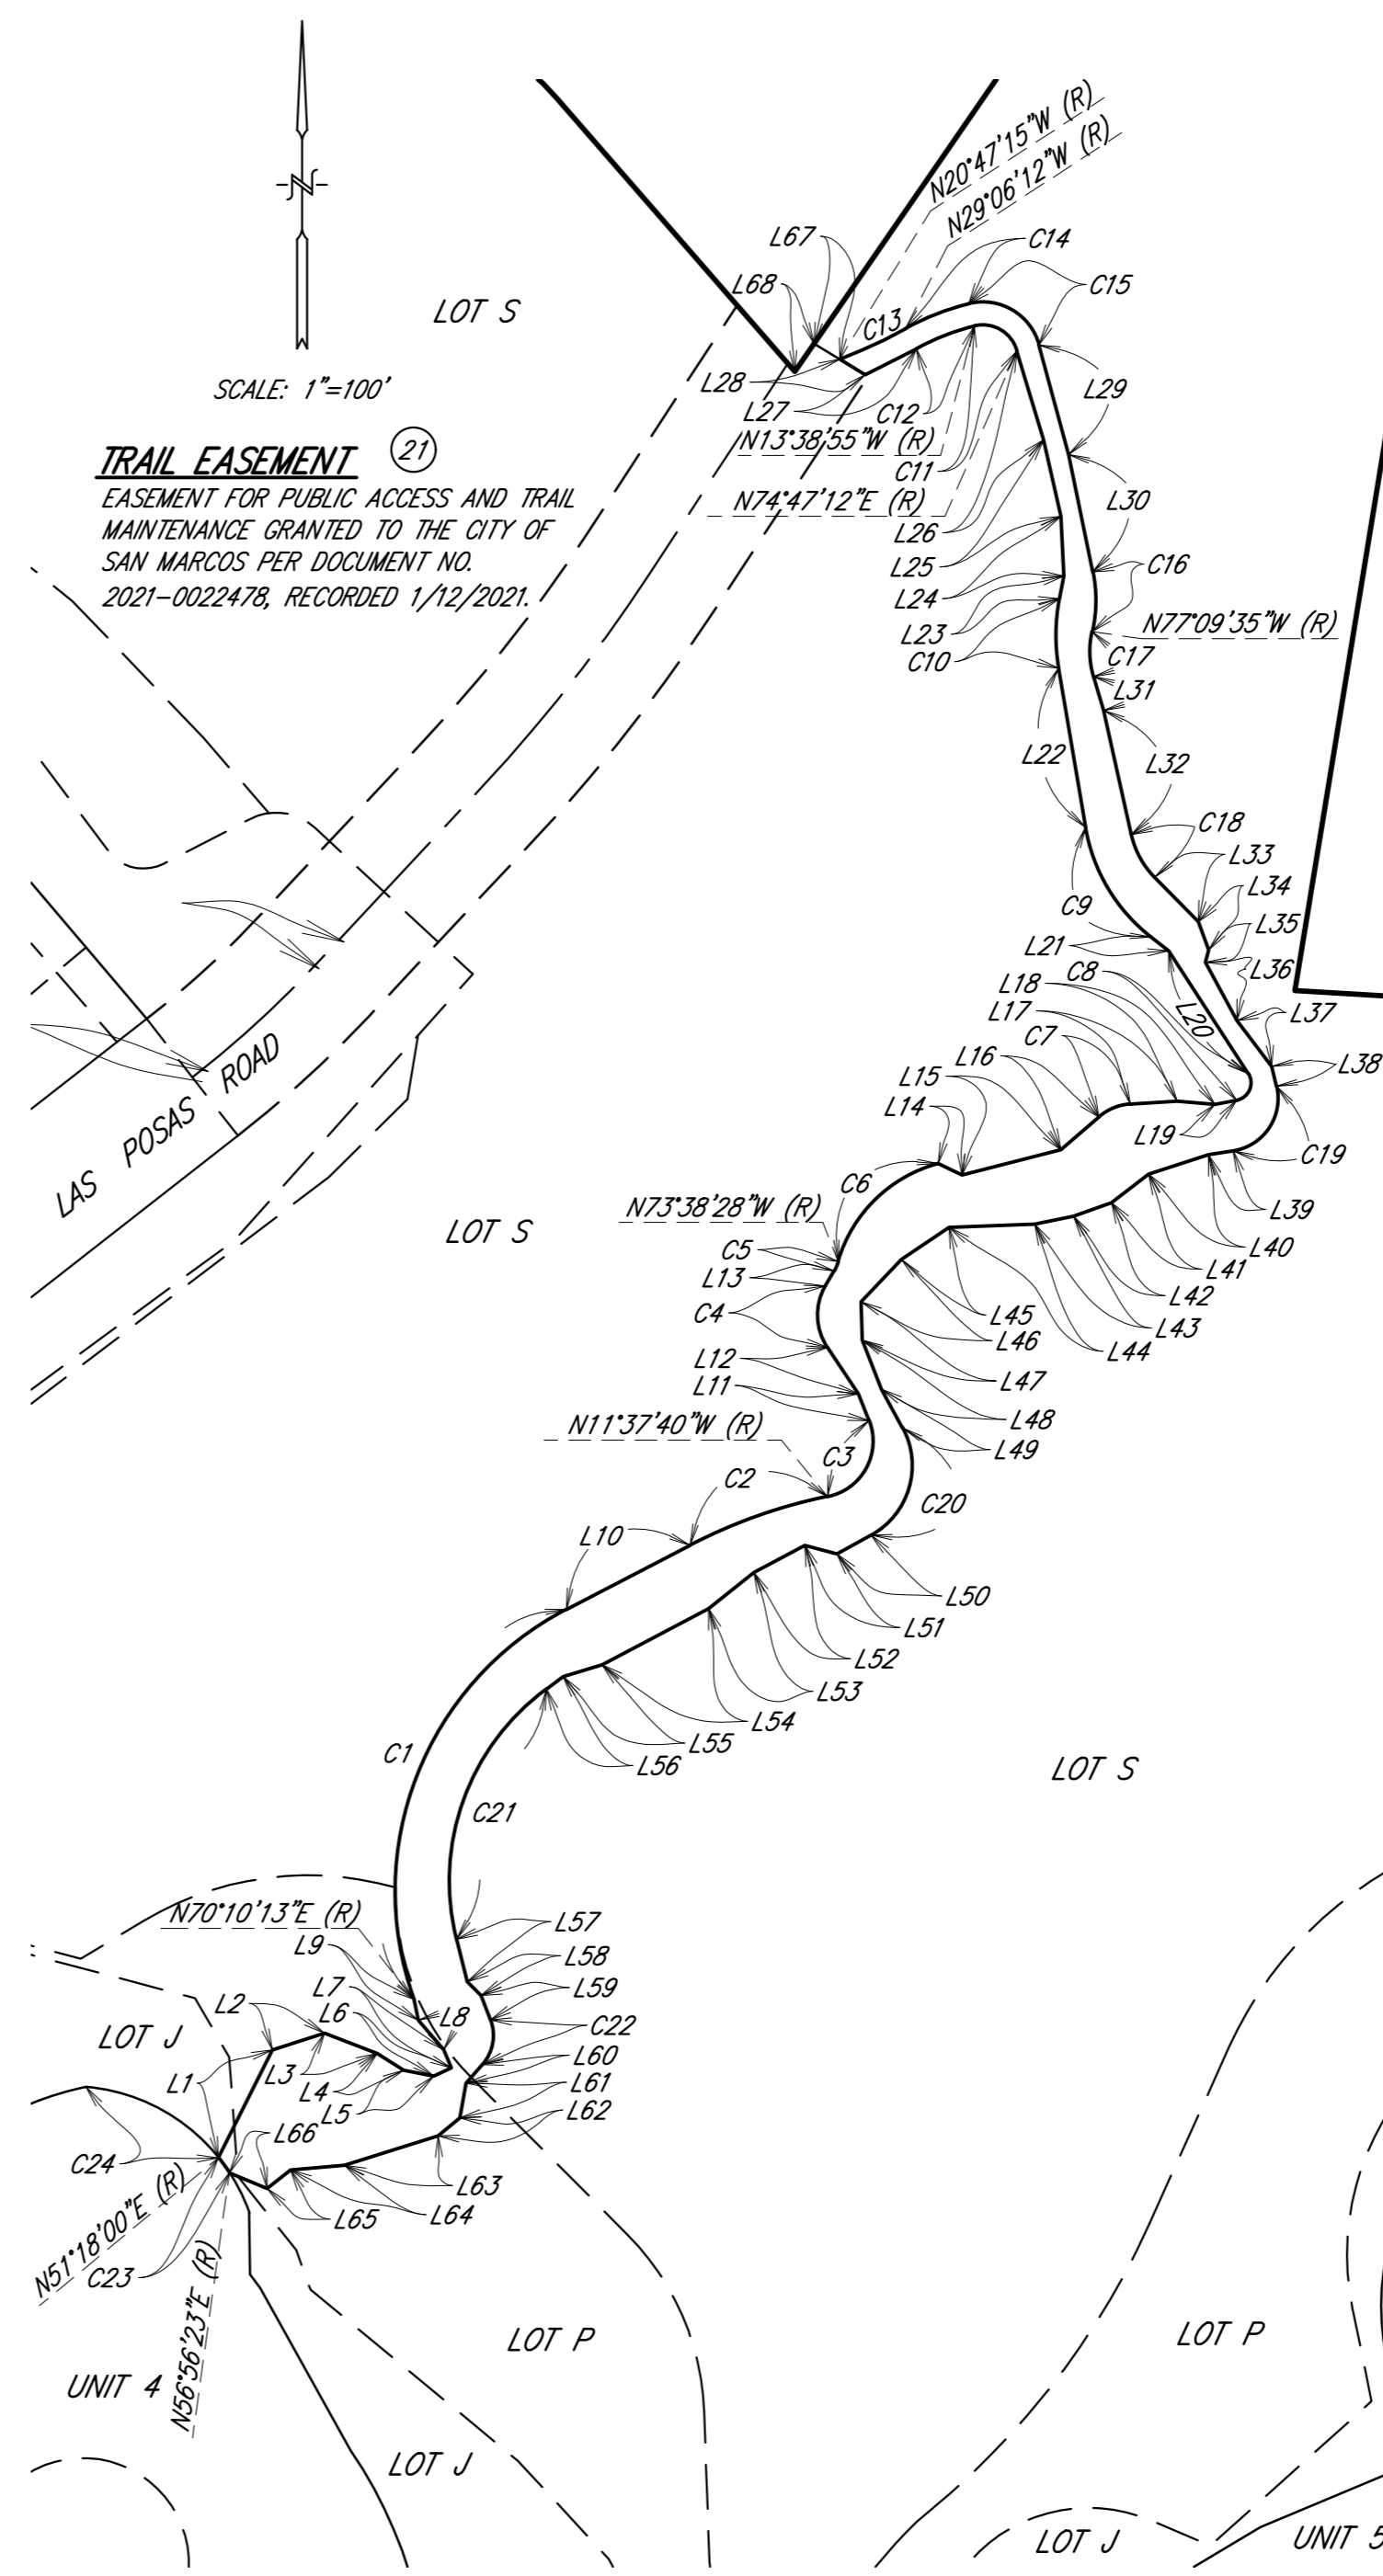 N20°47'15"W (R)
N29°06'12"W (R)
L67
C14
L68
C15
C13
N
LOT S
SCALE: 1"=100'
L28
L29
L27
C12
TRAIL EASEMENT 21
N13°38'55"W (R)
C11
EASEMENT FOR PUBLIC ACCESS AND TRAIL
MAINTENANCE GRANTED TO THE CITY OF
SAN MARCOS PER DOCUMENT NO.
2021-0022478, RECORDED 1/12/2021.
N74°47'12"E (R)
L30
L26
L25
C16
L24
L23
N77°09'35"W (R)
C10
C17
L31
L22
L32
C18
L33
L34
C9
L35
L21
L36
C8
L18
L20
L17
L37
C7
L16
L38
L15
L14
L19
C19
LAS POSAS ROAD
C6
N73°38'28"W (R)
L39
LOT S
C5
L40
L13
L41
C4
L42
L45
L43
L46
L44
L12
L11
L47
L48
N11°37'40"W (R)
L49
C3
C2
C20
L10
L50
L51
L52
L53
L54
L55
C1
L56
LOT S
C21
N70°10'13"E (R)
L57
L9
L58
L7
L59
L2
L6
L8
C22
LOT J
L60
L3
L1
L4
L61
L5
L62
L66
C24
L63
L64
L65
N51°18'00"E (R)
C23
N56°56'23"E (R)
LOT P
LOT P
UNIT 4
LOT J
LOT J
UNIT 5